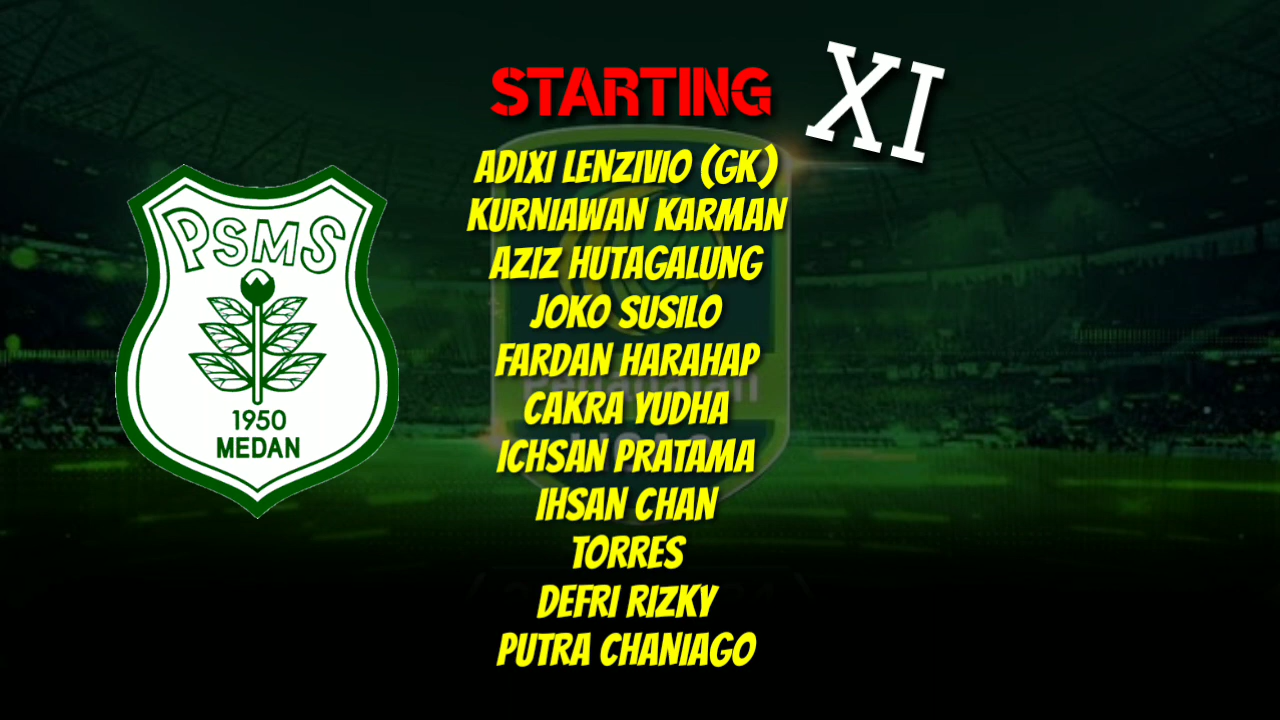 STARTING XI
ADIXI LENZIVIO (GK)
KURNIAWAN KARMAN
AZIZ HUTAGALUNG
JOKO SUSILO
FARDAN HARAHAP
CAKRA YUDHA
ICHSAN PRATAMA
IHSAN CHAN
TORRES
DEFRI RIZKY
PUTRA CHANIAGO
PSMS
1950
MEDAN